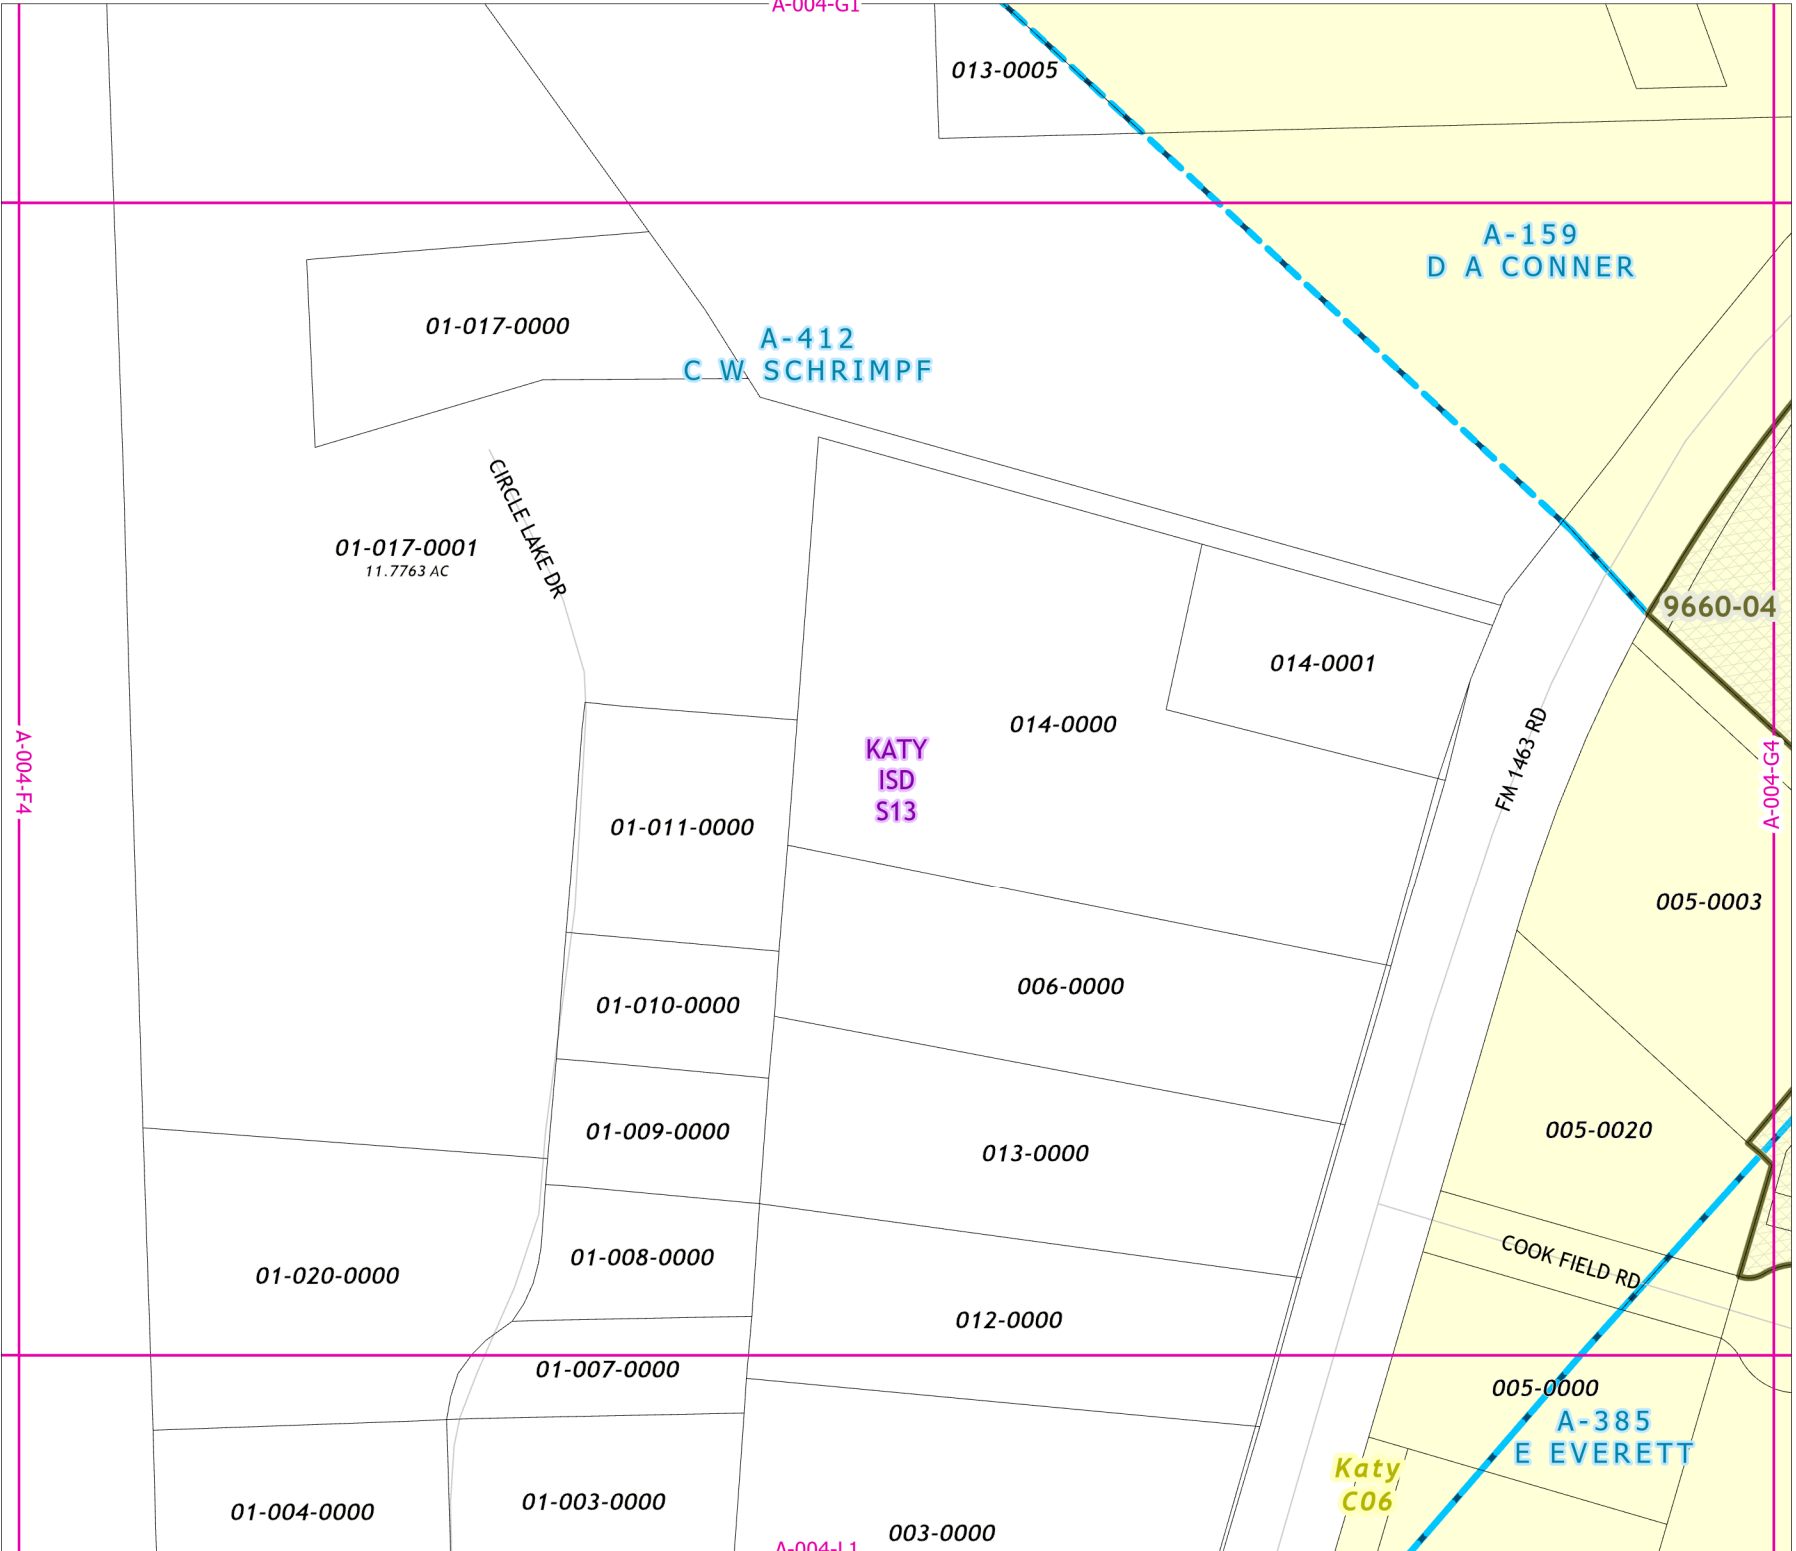 A-004-G1
013-0005
A-159
D A CONNER
01-017-0000
A-412
C W SCHRIMPF
CIRCLE LAKE DR
01-017-0001
11.7763 AC
9660-04
014-0001
014-0000
KATY
ISD
S13
FM 1463 RD
A-004-F4
A-004-G4
01-011-0000
005-0003
006-0000
01-010-0000
01-009-0000
013-0000
005-0020
01-008-0000
COOK FIELD RD
01-020-0000
012-0000
01-007-0000
005-0000
A-385
E EVERETT
Katy
C06
01-003-0000
01-004-0000
003-0000
A-004-L1